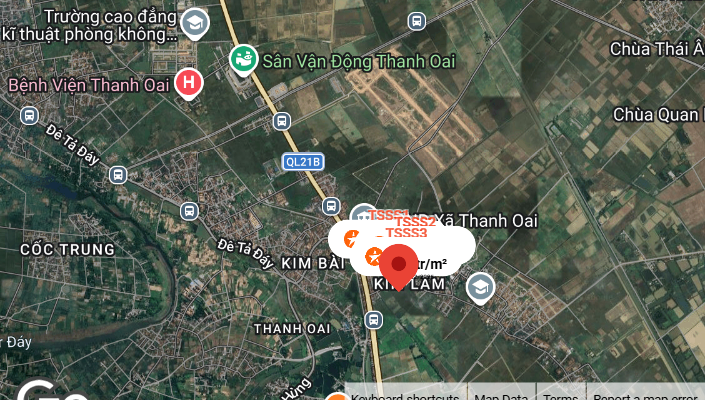 Trường cao đẳng
kĩ thuật phòng không...
Sân Vận Động Thanh Oai
Chùa Thái
Bệnh Viện Thanh Oai
Chùa Quan
Đê Tả Đáy
QL21B
TSSS1
TSSS2
Xã Thanh Oai
TSSS3
CỐC TRUNG
Đê Tả Đáy
KIM BÀI
tr/m²
THANH OAI
Đáy
Keyboard shortcuts
Map Data
Terms
Report a map error